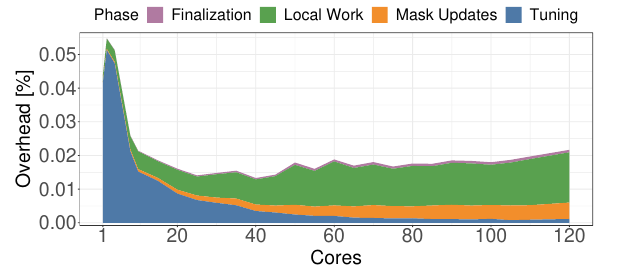 Phase Finalization Local Work Mask Updates Tuning
Overhead [%]
0.05
0.04
0.03
0.02
0.01
0.00
1 20 40 60 80 100 120
Cores